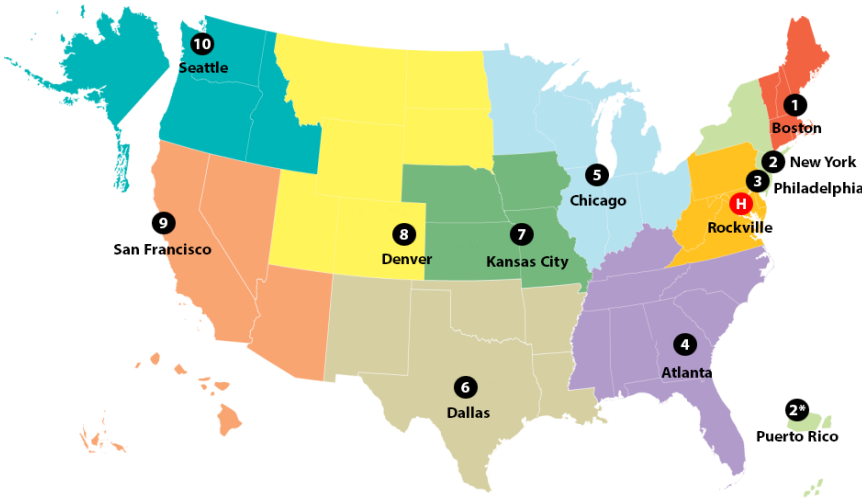 10
Seattle
1
Boston
2 New York
3
Philadelphia
5
Chicago
H
Rockville
9
San Francisco
8
Denver
7
Kansas City
4
Atlanta
6
Dallas
2*
Puerto Rico